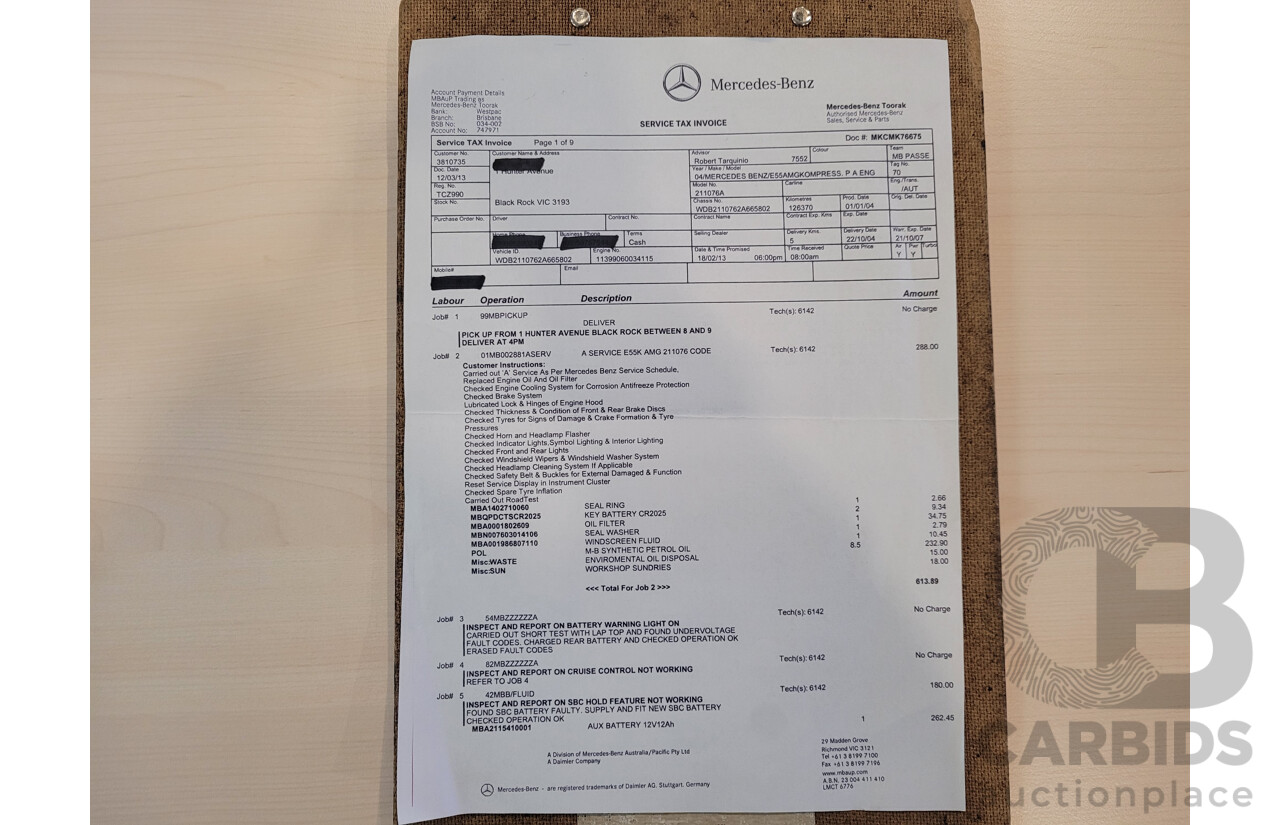 Mercedes-Benz
Account Payment Details
MBAuP Trading as
Mercedes-Benz Toorak
Bank: Westpac
Branch: Brisbane
BSB No: 034-002
Account No: 747971
Mercedes-Benz Toorak
Authorised Mercedes-Benz
Sales, Service & Parts
SERVICE TAX INVOICE
Service TAX Invoice Page 1 of 9 Doc #: MKCMK76675
Customer No. Customer Name & Address Advisor Colour Team
3810735 Robert Tarquinio 7552 MB PASSE
Doc. Date 1 Hunter Avenue Year / Make / Model Tag No.
12/03/13 04/MERCEDES BENZ/E55AMGKOMPRESS. P A ENG 70
Reg. No. Model No. Carline Eng./Trans.
TCZ990 211076A /AUT
Stock No. Black Rock VIC 3193 Chassis No. Kilometres Prod. Date Orig. Del. Date
WDB2110762A665802 126370 01/01/04
Purchase Order No. Driver Contract No. Contract Name Contract Exp. Kms Exp. Date
Home Phone Business Phone Terms Selling Dealer Delivery Kms. Delivery Date Warr. Exp. Date
Cash 5 22/10/04 21/10/07
Vehicle ID Engine No. Date & Time Promised Time Received Quote Price Air Pwr Turbo
WDB2110762A665802 11399060034115 18/02/13 06:00pm 08:00am Y Y
Mobile# Email
Labour Operation Description Amount
Job# 1 99MBPICKUP Tech(s): 6142 No Charge
DELIVER
PICK UP FROM 1 HUNTER AVENUE BLACK ROCK BETWEEN 8 AND 9
DELIVER AT 4PM
Job# 2 01MB002881ASERV A SERVICE E55K AMG 211076 CODE Tech(s): 6142 288.00
Customer Instructions:
Carried out 'A' Service As Per Mercedes Benz Service Schedule,
Replaced Engine Oil And Oil Filter
Checked Engine Cooling System for Corrosion Antifreeze Protection
Checked Brake System
Lubricated Lock & Hinges of Engine Hood
Checked Thickness & Condition of Front & Rear Brake Discs
Checked Tyres for Signs of Damage & Crake Formation & Tyre
Pressures
Checked Horn and Headlamp Flasher
Checked Indicator Lights,Symbol Lighting & Interior Lighting
Checked Front and Rear Lights
Checked Windshield Wipers & Windshield Washer System
Checked Headlamp Cleaning System If Applicable
Checked Safety Belt & Buckles for External Damaged & Function
Reset Service Display in Instrument Cluster
Checked Spare Tyre Inflation
Carried Out RoadTest
MBA1402710060 SEAL RING 1 2.66
MBQPDCTSCR2025 KEY BATTERY CR2025 2 9.34
MBA0001802609 OIL FILTER 1 34.75
MBN007603014106 SEAL WASHER 1 2.79
MBA001986807110 WINDSCREEN FLUID 1 10.45
POL M-B SYNTHETIC PETROL OIL 8.5 232.90
Misc:WASTE ENVIROMENTAL OIL DISPOSAL 15.00
Misc:SUN WORKSHOP SUNDRIES 18.00
<<< Total For Job 2 >>> 613.89
Job# 3 54MBZZZZZZA Tech(s): 6142 No Charge
INSPECT AND REPORT ON BATTERY WARNING LIGHT ON
CARRIED OUT SHORT TEST WITH LAP TOP AND FOUND UNDERVOLTAGE
FAULT CODES. CHARGED REAR BATTERY AND CHECKED OPERATION OK
ERASED FAULT CODES
Job# 4 82MBZZZZZZA Tech(s): 6142 No Charge
INSPECT AND REPORT ON CRUISE CONTROL NOT WORKING
REFER TO JOB 4
Job# 5 42MBB/FLUID Tech(s): 6142 180.00
INSPECT AND REPORT ON SBC HOLD FEATURE NOT WORKING
FOUND SBC BATTERY FAULTY. SUPPLY AND FIT NEW SBC BATTERY
CHECKED OPERATION OK
MBA2115410001 AUX BATTERY 12V12Ah 1 262.45
A Division of Mercedes-Benz Australia/Pacific Pty Ltd
A Daimler Company
29 Madden Grove
Richmond VIC 3121
Tel +61 3 8199 7100
Fax +61 3 8199 7196
www.mbaup.com
A.B.N. 23 004 411 410
LMCT 6776
Mercedes-Benz - are registered trademarks of Daimler AG, Stuttgart, Germany
CB
CARBIDS
uctionplace